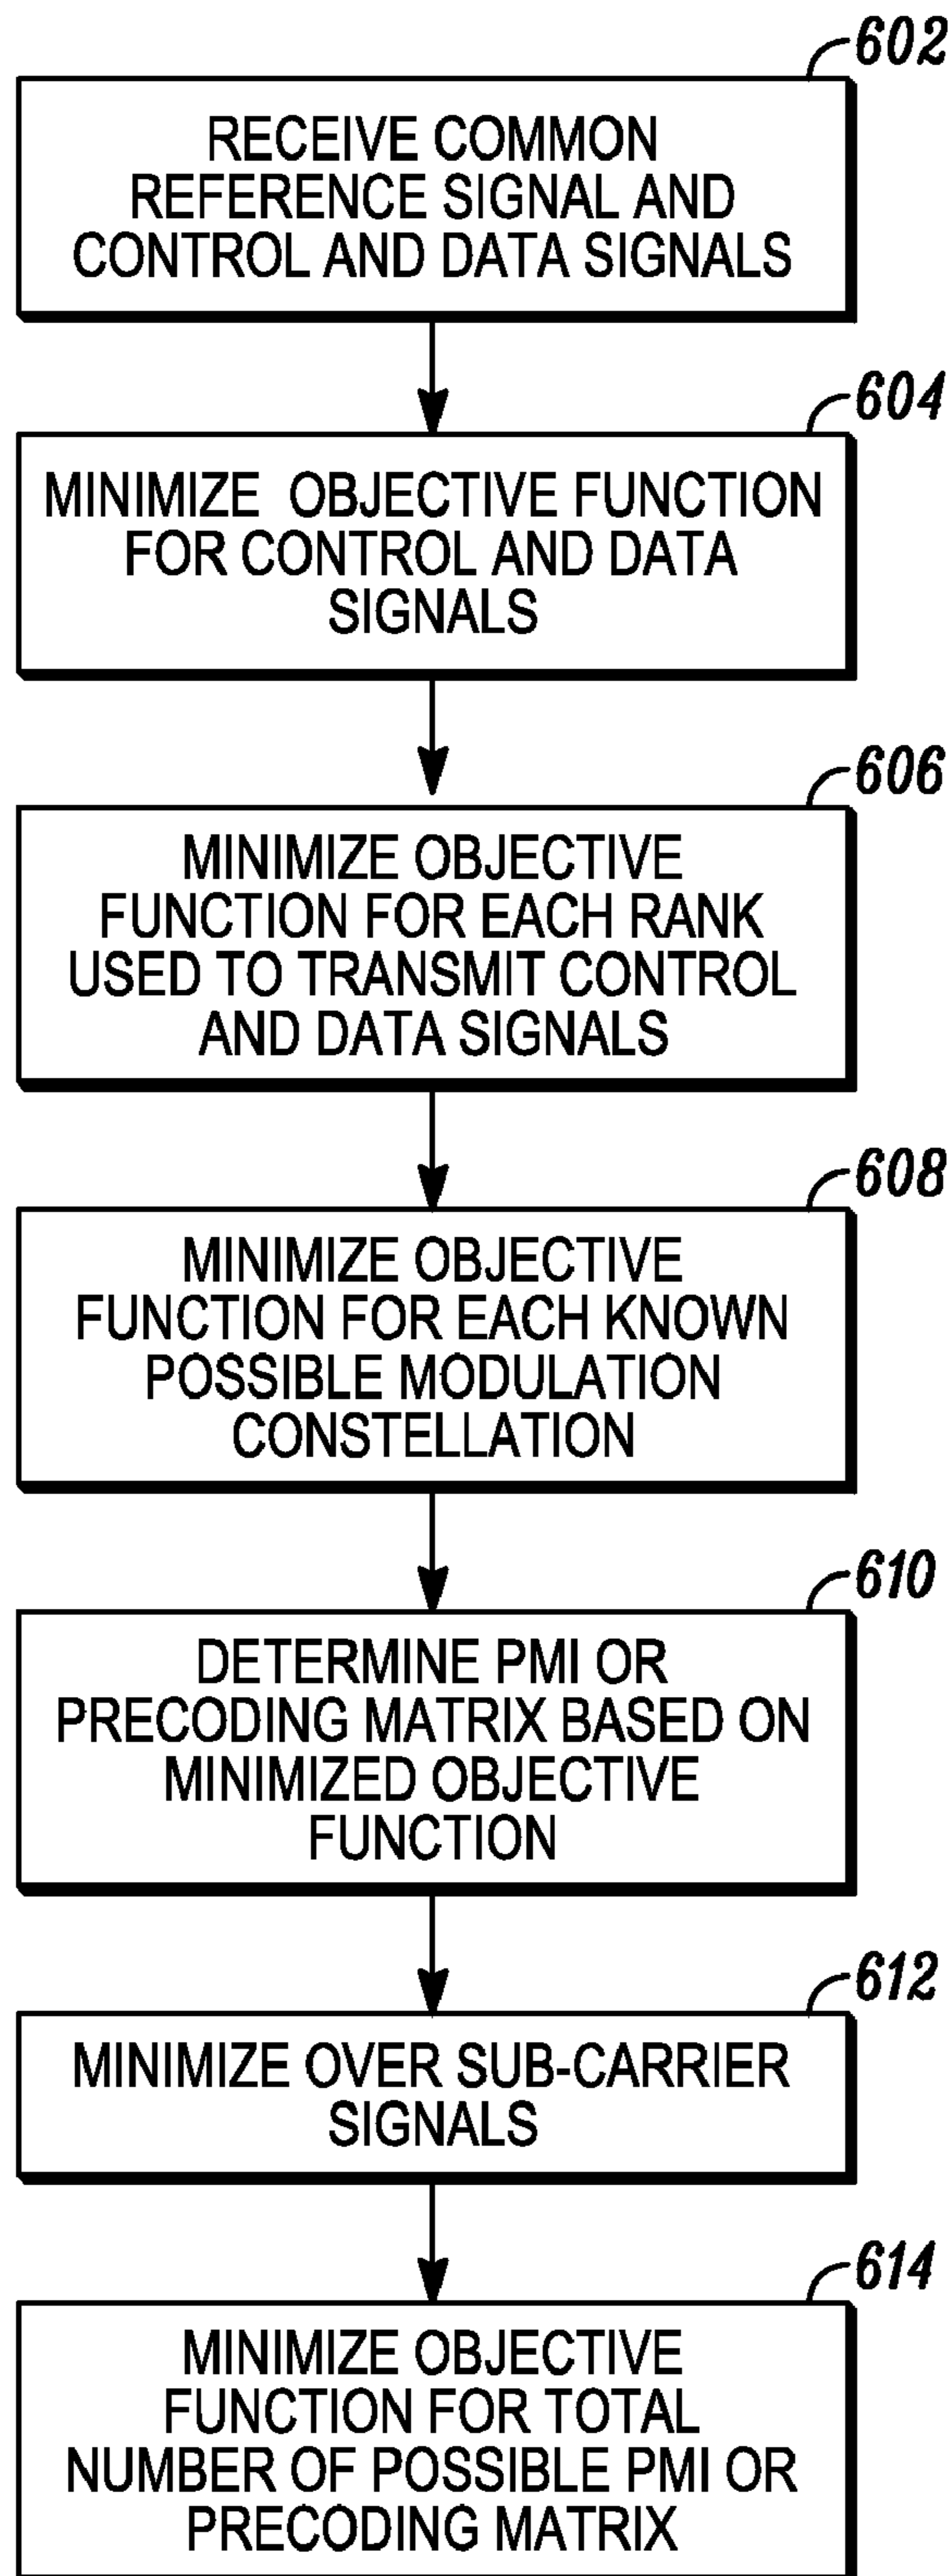 602
RECEIVE COMMON
REFERENCE SIGNAL AND
CONTROL AND DATA SIGNALS
604
MINIMIZE OBJECTIVE FUNCTION
FOR CONTROL AND DATA
SIGNALS
606
MINIMIZE OBJECTIVE
FUNCTION FOR EACH RANK
USED TO TRANSMIT CONTROL
AND DATA SIGNALS
608
MINIMIZE OBJECTIVE
FUNCTION FOR EACH KNOWN
POSSIBLE MODULATION
CONSTELLATION
610
DETERMINE PMI OR
PRECODING MATRIX BASED ON
MINIMIZED OBJECTIVE
FUNCTION
612
MINIMIZE OVER SUB-CARRIER
SIGNALS
614
MINIMIZE OBJECTIVE
FUNCTION FOR TOTAL
NUMBER OF POSSIBLE PMI OR
PRECODING MATRIX